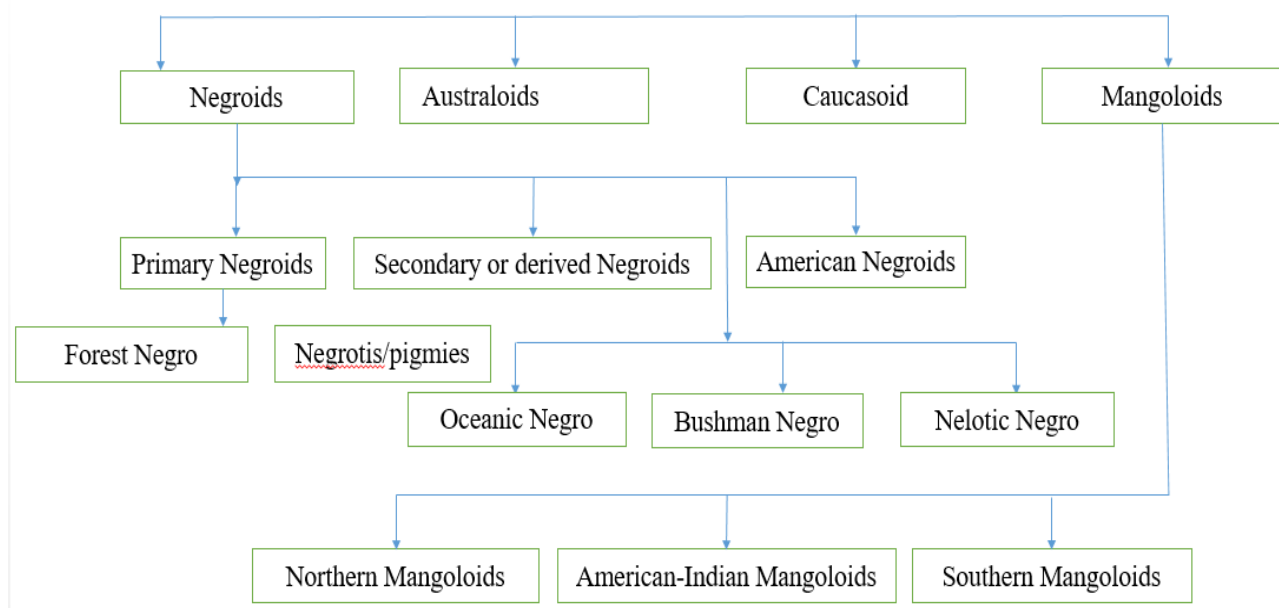 Negroids
Australoids
Caucasoid
Mangoloids
Primary Negroids
Secondary or derived Negroids
American Negroids
Forest Negro
Negrotis/pigmies
Oceanic Negro
Bushman Negro
Nelotic Negro
Northern Mangoloids
American-Indian Mangoloids
Southern Mangoloids